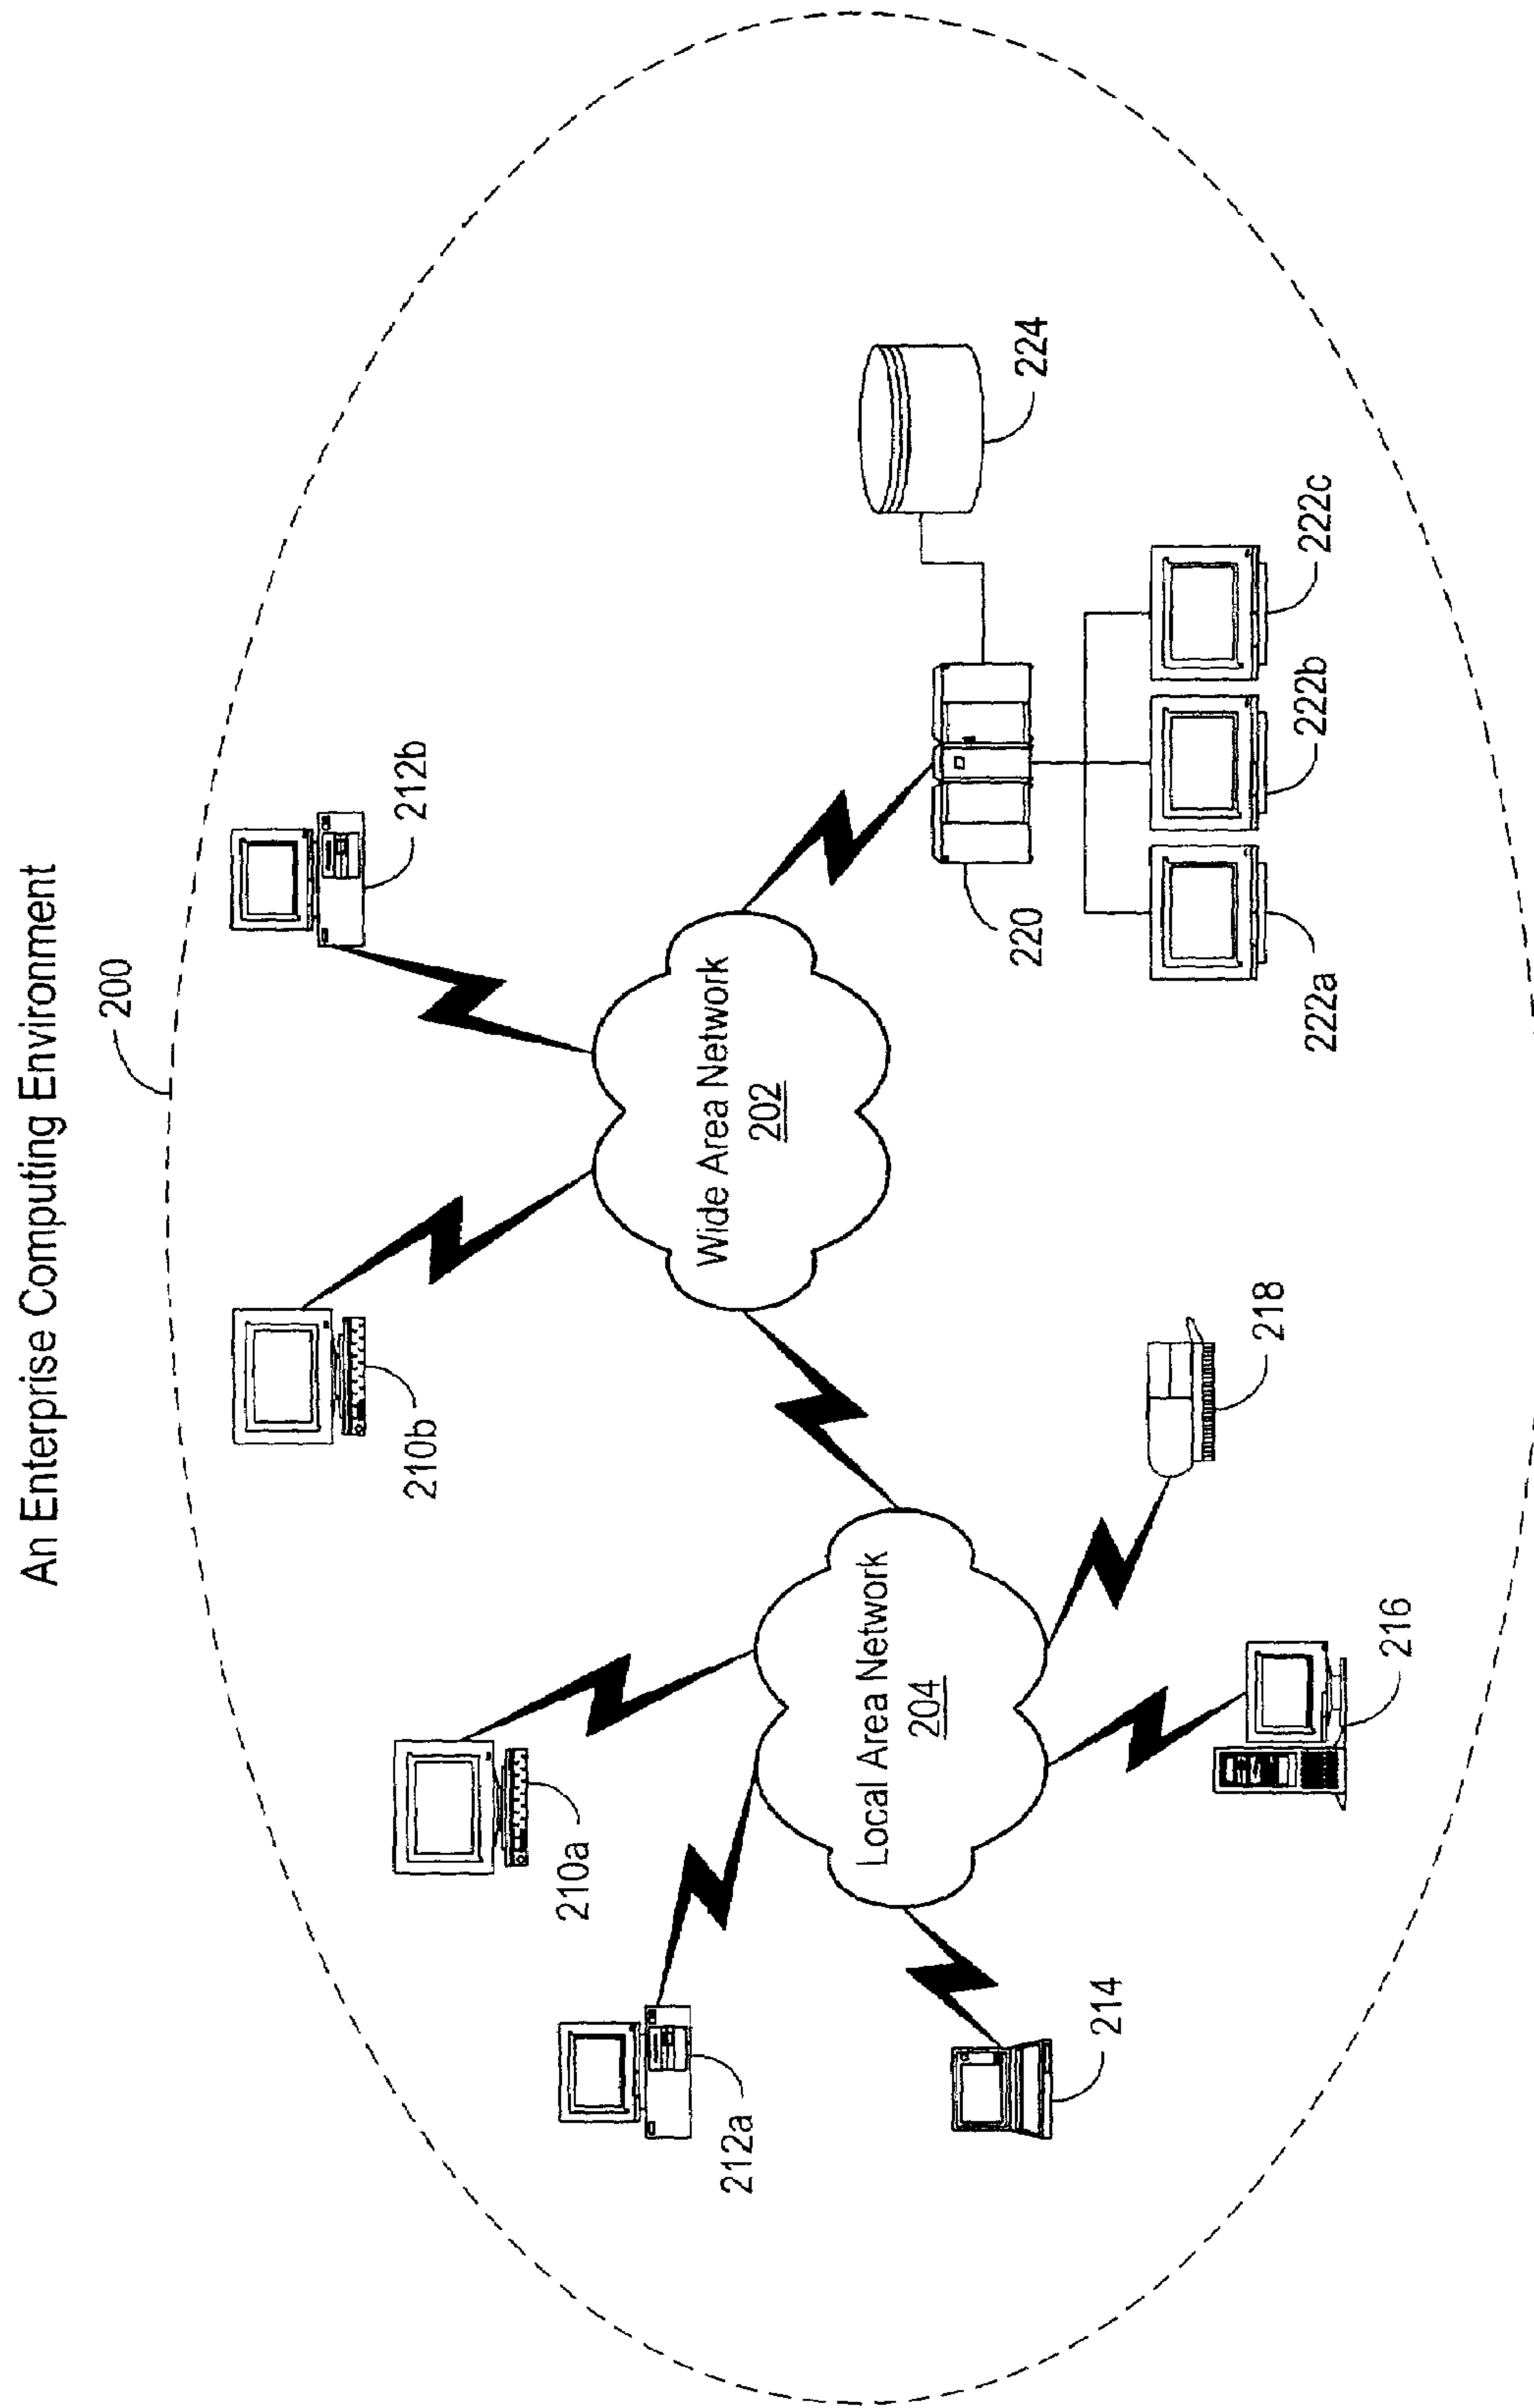 An Enterprise Computing Environment
200
210b
212b
212a
210a
Wide Area Network
202
Local Area Network
204
224
220
214
216
218
222a
222b
222c